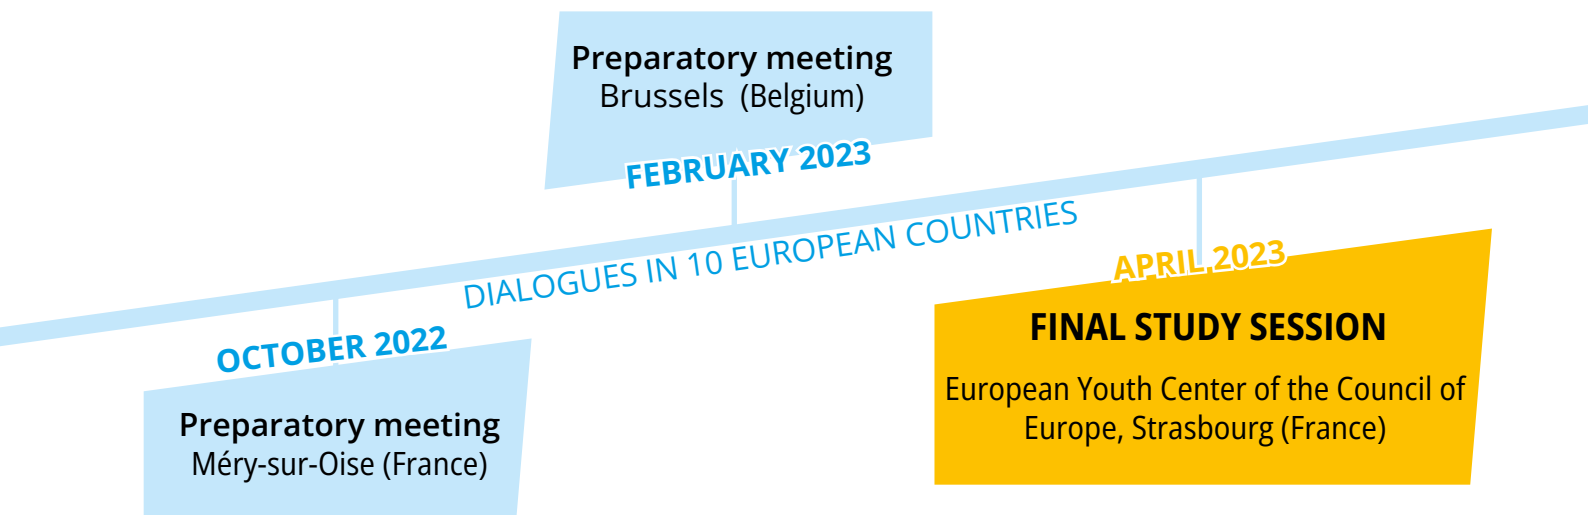 Preparatory meeting
Brussels (Belgium)
FEBRUARY 2023
DIALOGUES IN 10 EUROPEAN COUNTRIES
OCTOBER 2022
Preparatory meeting
Méry-sur-Oise (France)
APRIL 2023
FINAL STUDY SESSION
European Youth Center of the Council of
Europe, Strasbourg (France)